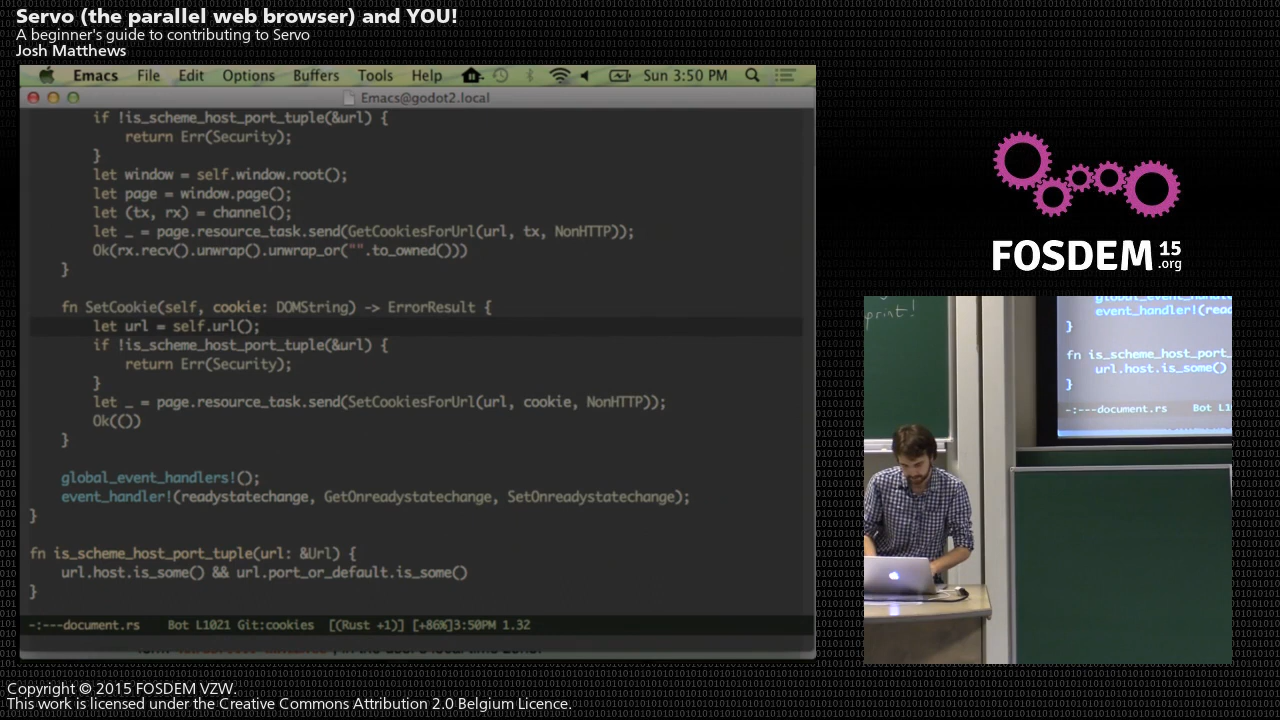 Servo (the parallel web browser) and YOU!
A beginner's guide to contributing to Servo
Josh Matthews
Emacs File Edit Options Buffers Tools Help Sun 3:50 PM
Emacs@godot2.local
if !is_scheme_host_port_tuple(&url) {
return Err(Security);
}
let window = self.window.root();
let page = window.page();
let (tx, rx) = channel();
let _ = page.resource_task.send(GetCookiesForUrl(url, tx, NonHTTP));
Ok(rx.recv().unwrap().unwrap_or("".to_owned()))
}
fn SetCookie(self, cookie: DOMString) -> ErrorResult {
let url = self.url();
if !is_scheme_host_port_tuple(&url) {
return Err(Security);
}
let _ = page.resource_task.send(SetCookiesForUrl(url, cookie, NonHTTP));
Ok(())
}
global_event_handlers!();
event_handler!(readystatechange, GetOnreadystatechange, SetOnreadystatechange);
}
fn is_scheme_host_port_tuple(url: &Url) {
url.host.is_some() && url.port_or_default.is_some()
}
-:---document.rs Bot L1021 Git:cookies [(Rust +1)] [+86%]3:50PM 1.32
FOSDEM 15 .org
print!
global_event_handl
event_handler!(read
}
fn is_scheme_host_port_
url.host.is_some()
}
-:---document.rs Bot L1
Copyright © 2015 FOSDEM VZW.
This work is licensed under the Creative Commons Attribution 2.0 Belgium Licence.